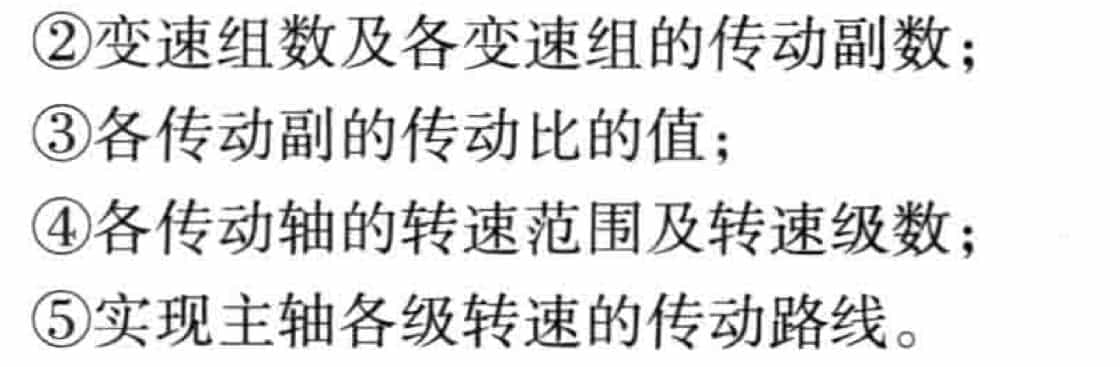 ②变速组数及各变速组的传动副数；
③各传动副的传动比的值；
④各传动轴的转速范围及转速级数；
⑤实现主轴各级转速的传动路线。